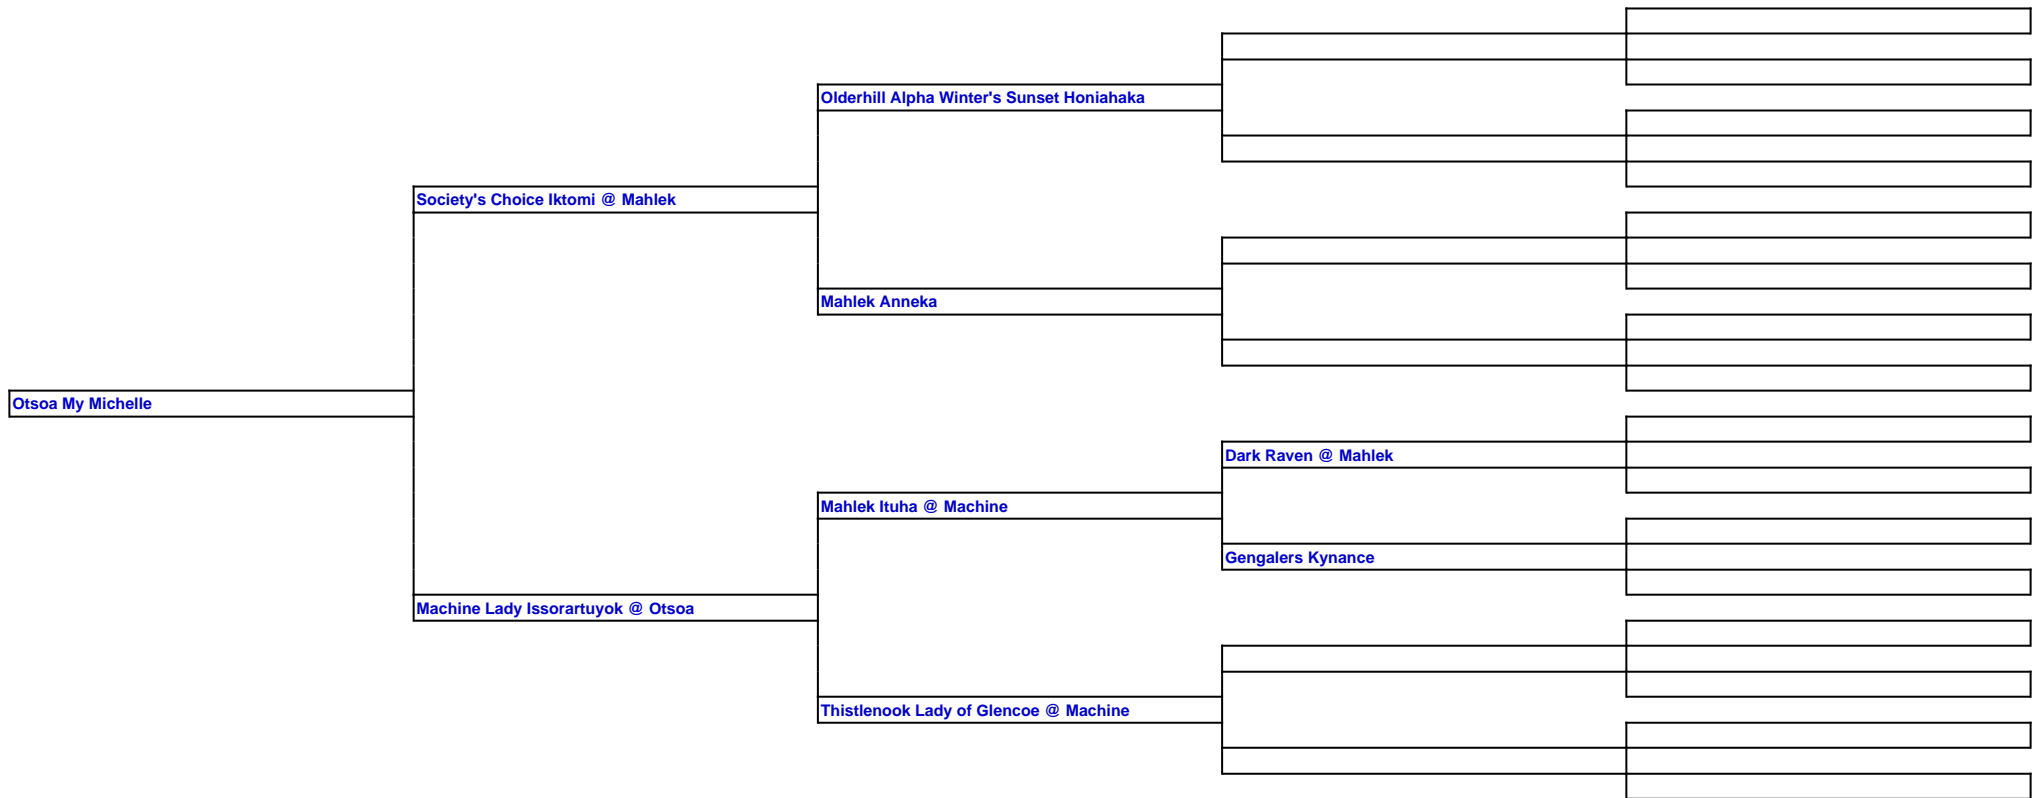 Olderhill Alpha Winter's Sunset Honiahaka
Society's Choice Iktomi @ Mahlek
Mahlek Anneka
Otsoa My Michelle
Dark Raven @ Mahlek
Mahlek Ituha @ Machine
Gengalers Kynance
Machine Lady Issorartuyok @ Otsoa
Thistlenook Lady of Glencoe @ Machine